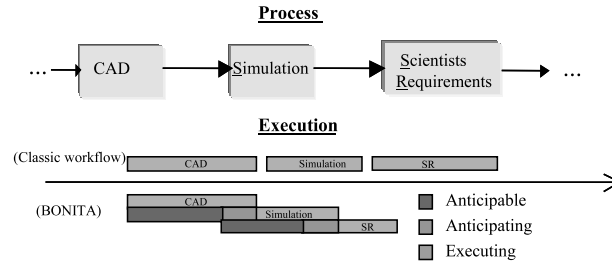 Process
... CAD Simulation Scientists Requirements ...
Execution
(Classic workflow) CAD Simulation SR
(BONITA) CAD
Simulation
SR
Anticipable
Anticipating
Executing